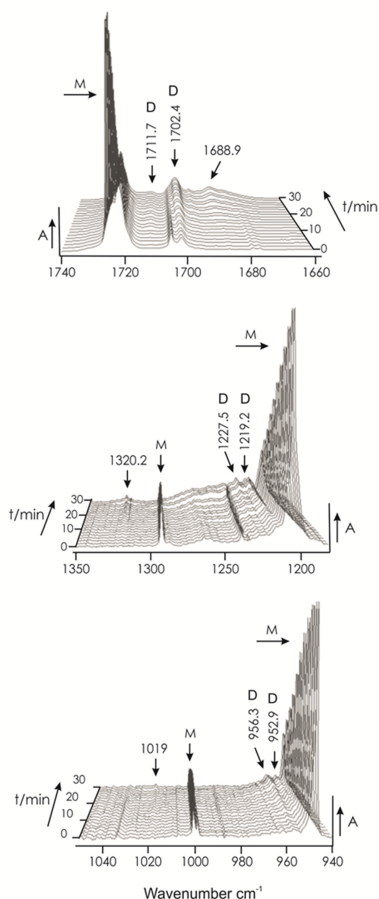 M
D
D
1711.7
1702.4
1688.9
A
30
20
10
0
t/min
1740
1720
1700
1680
1660
M
D
D
1227.5
1219.2
M
1320.2
t/min
30
20
10
0
A
1350
1300
1250
1200
M
D
D
956.3
952.9
M
1019
t/min
30
20
10
0
A
1040
1020
1000
980
960
940
Wavenumber cm-1